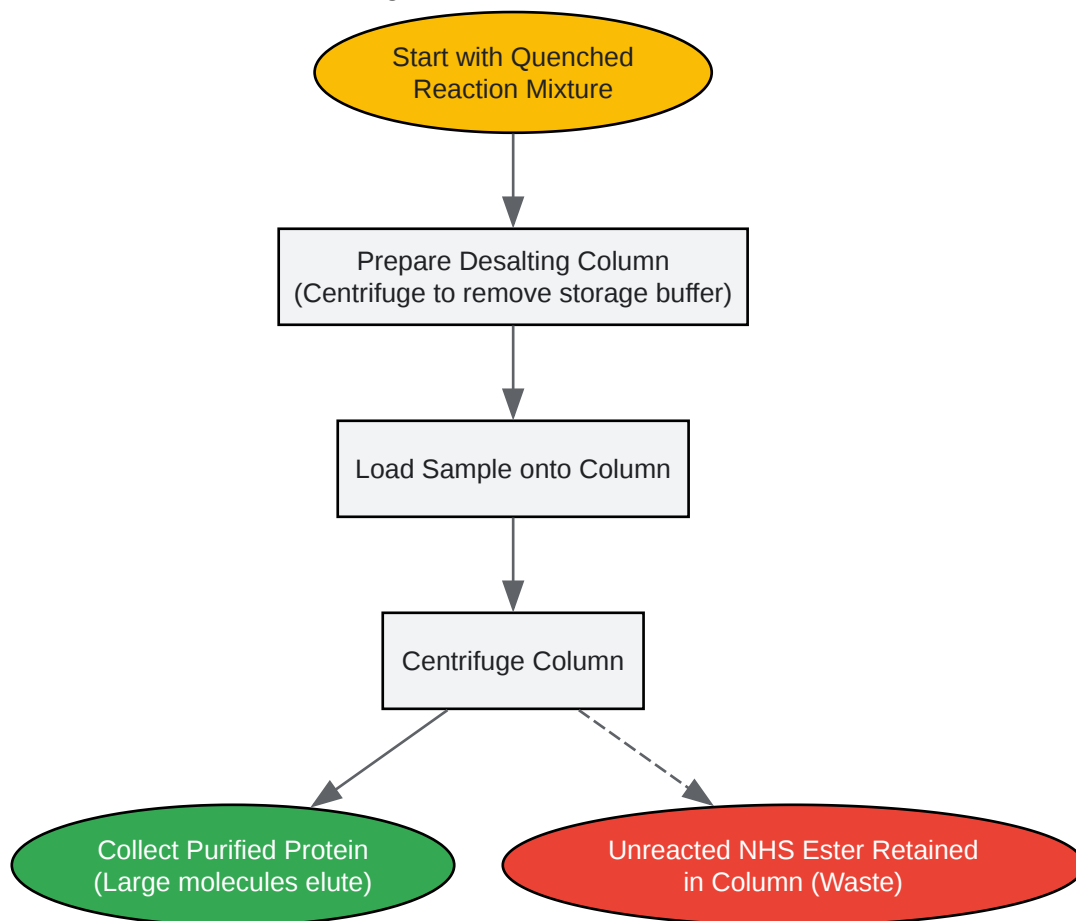 Start with Quenched
Reaction Mixture
Prepare Desalting Column
(Centrifuge to remove storage buffer)
Load Sample onto Column
Centrifuge Column
Collect Purified Protein
(Large molecules elute)
Unreacted NHS Ester Retained
in Column (Waste)